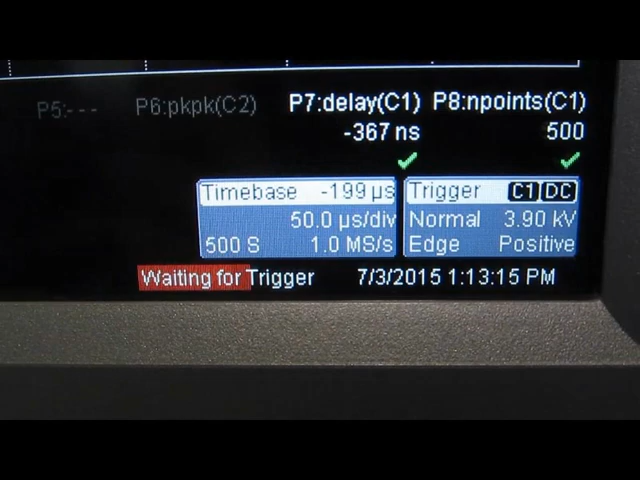 P5:--- P6:pkpk(C2) P7:delay(C1) P8:npoints(C1)
-367 ns 500
Timebase -199 µs Trigger C1 DC
50.0 µs/div Normal 3.90 kV
500 S 1.0 MS/s Edge Positive
Waiting for Trigger 7/3/2015 1:13:15 PM